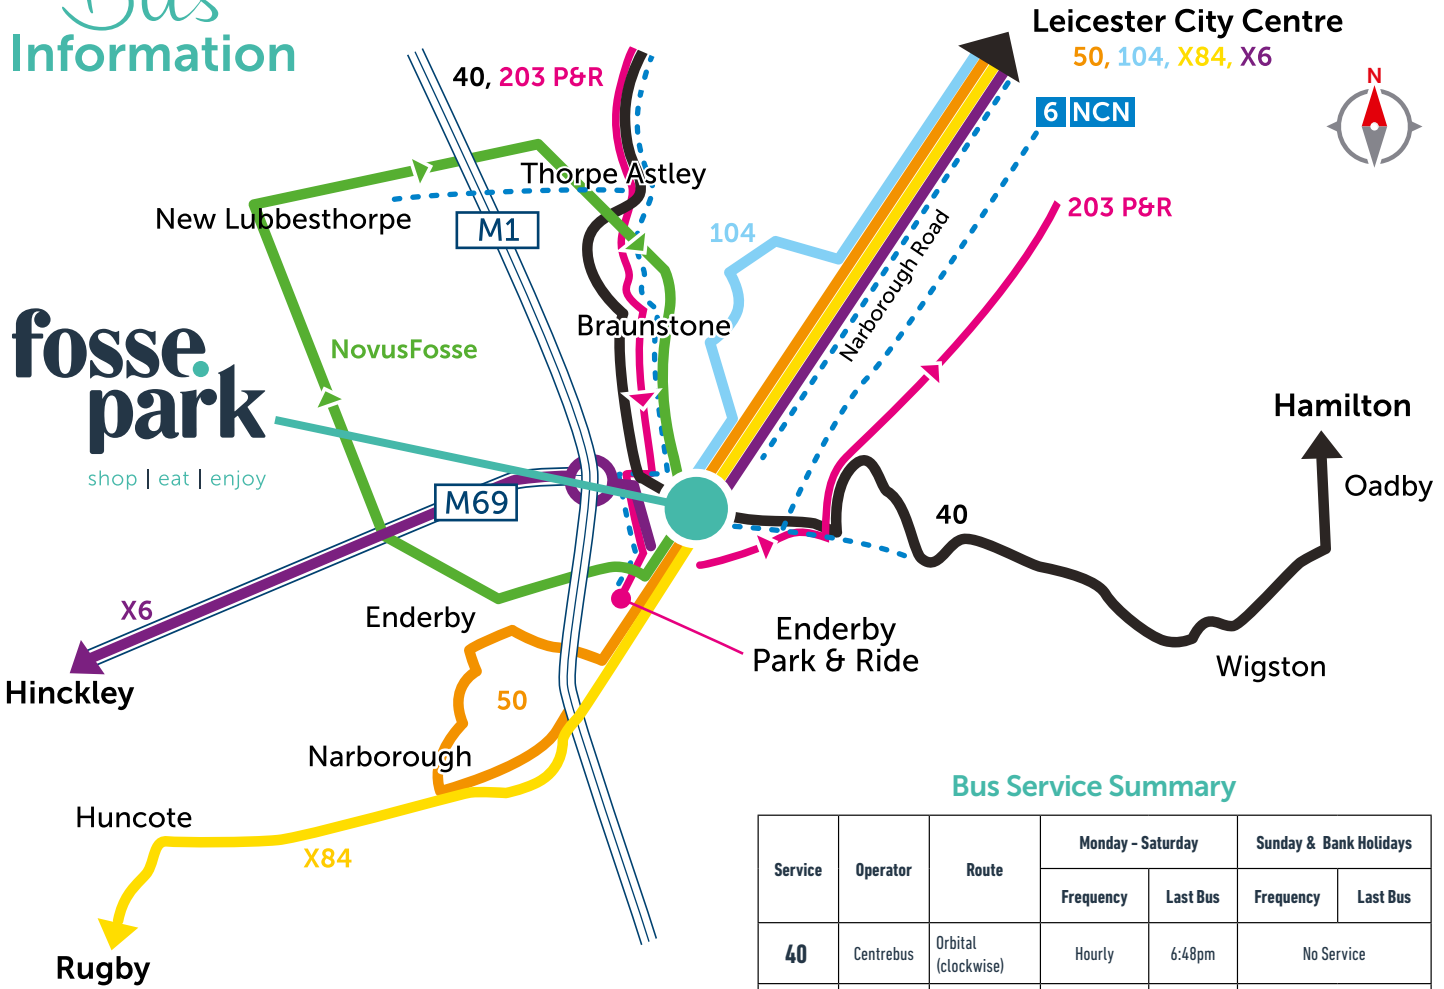 Bus
Information
Leicester City Centre
50, 104, X84, X6
6 NCN
N
40, 203 P&R
Thorpe Astley
New Lubbesthorpe
M1
104
203 P&R
Narborough Road
fosse.
park
shop | eat | enjoy
NovusFosse
Braunstone
Hamilton
Oadby
M69
40
X6
Enderby
Enderby
Park & Ride
Wigston
Hinckley
50
Narborough
Huncote
X84
Rugby
Bus Service Summary
Service Operator Route Monday - Saturday Sunday & Bank Holidays
Frequency Last Bus Frequency Last Bus
40 Centrebus Orbital (clockwise) Hourly 6:48pm No Service